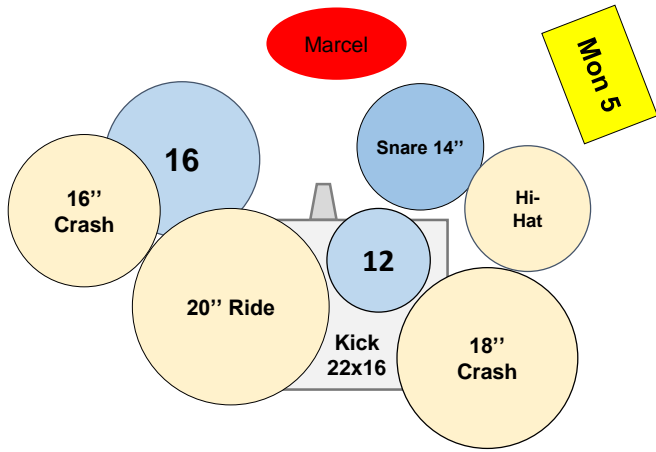 Marcel
Mon 5
16
Snare 14’’
16’’
Crash
Hi-
Hat
12
20’’ Ride
Kick
22x16
18’’
Crash